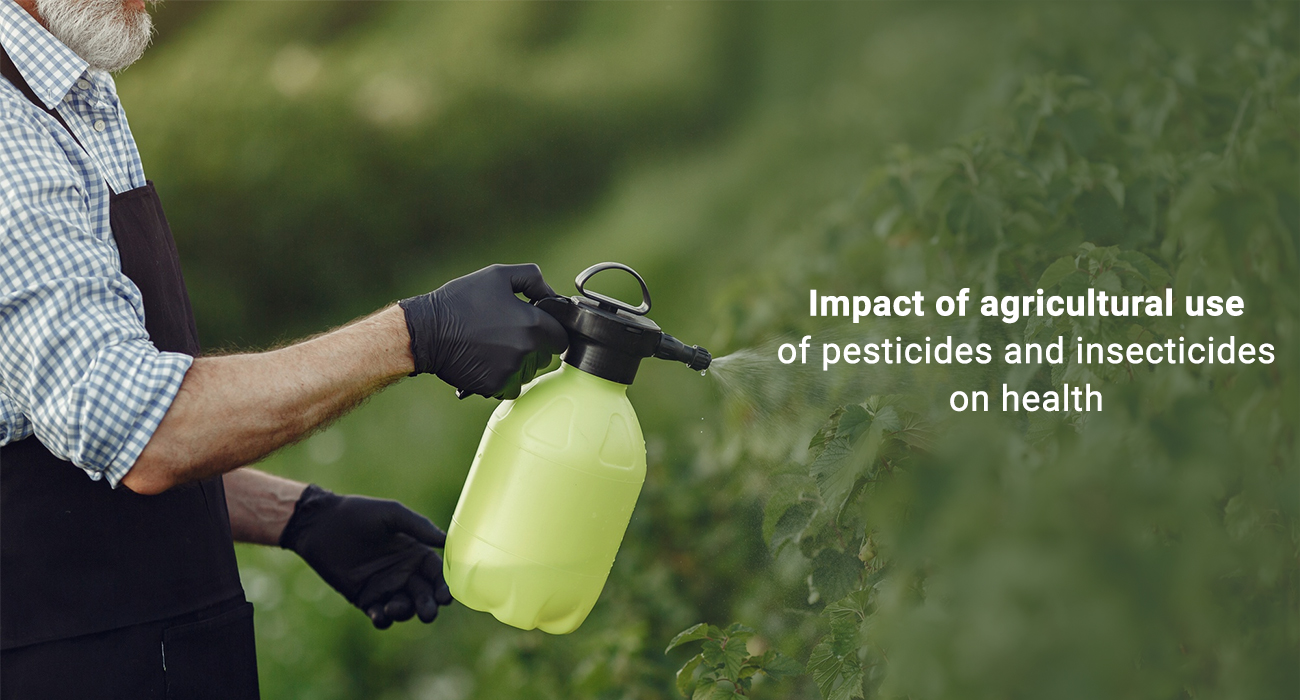 Impact of agricultural use
of pesticides and insecticides
on health